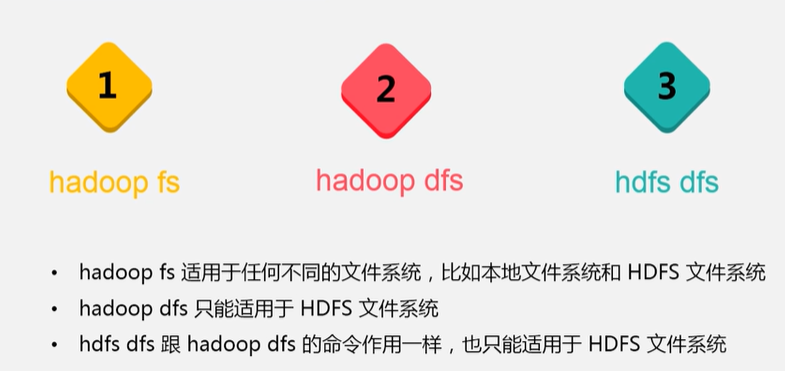 1
2
3
hadoop fs
hadoop dfs
hdfs dfs
• hadoop fs 适用于任何不同的文件系统，比如本地文件系统和 HDFS 文件系统
• hadoop dfs 只能适用于 HDFS 文件系统
• hdfs dfs 跟 hadoop dfs 的命令作用一样，也只能适用于 HDFS 文件系统